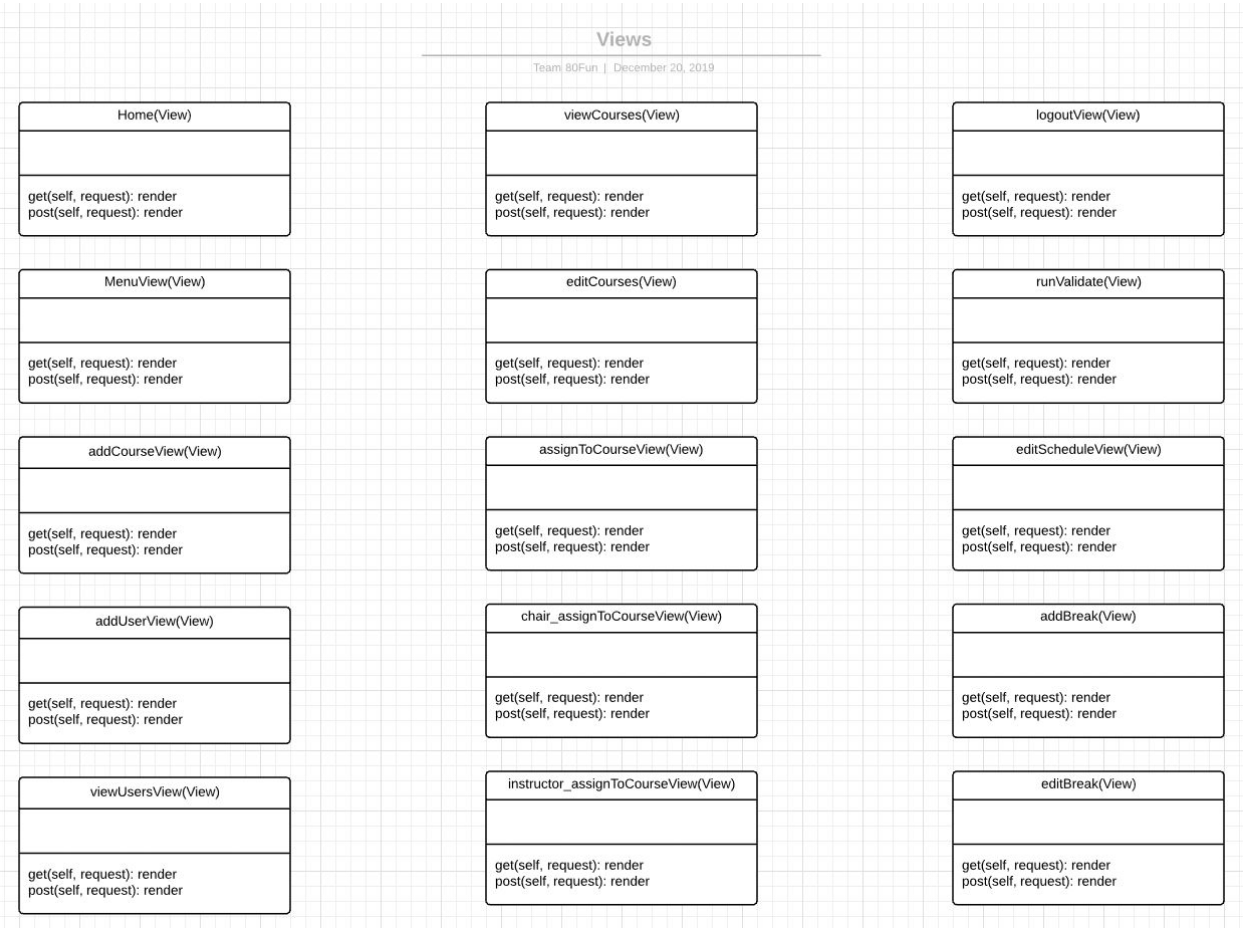 Views
Team 80Fun | December 20, 2019
Home(View)
get(self, request): render
post(self, request): render
MenuView(View)
get(self, request): render
post(self, request): render
addCourseView(View)
get(self, request): render
post(self, request): render
addUserView(View)
get(self, request): render
post(self, request): render
viewUsersView(View)
get(self, request): render
post(self, request): render
viewCourses(View)
get(self, request): render
post(self, request): render
editCourses(View)
get(self, request): render
post(self, request): render
assignToCourseView(View)
get(self, request): render
post(self, request): render
chair_assignToCourseView(View)
get(self, request): render
post(self, request): render
instructor_assignToCourseView(View)
get(self, request): render
post(self, request): render
logoutView(View)
get(self, request): render
post(self, request): render
runValidate(View)
get(self, request): render
post(self, request): render
editScheduleView(View)
get(self, request): render
post(self, request): render
addBreak(View)
get(self, request): render
post(self, request): render
editBreak(View)
get(self, request): render
post(self, request): render